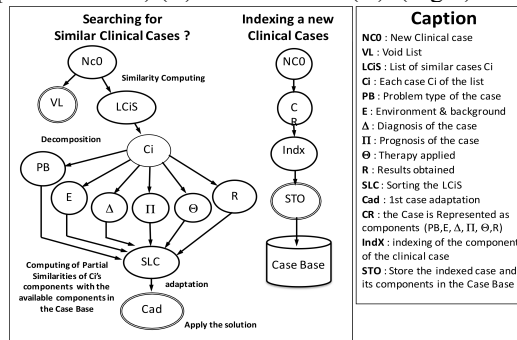 Searching for
Similar Clinical Cases ?
Indexing a new
Clinical Cases
Nc0
Similarity Computing
VL
LCiS
Decomposition
Ci
PB
E
Δ
Π
Θ
R
SLC
Computing of Partial
Similarities of Ci's
components with the
available components in
the Case Base
adaptation
Cad
Apply the solution
NC0
C
R
Indx
STO
Case Base
Caption
NC0 : New Clinical case
VL : Void List
LCiS : List of similar cases Ci
Ci : Each case Ci of the list
PB : Problem type of the case
E : Environment & background
Δ : Diagnosis of the case
Π : Prognosis of the case
Θ : Therapy applied
R : Results obtained
SLC : Sorting the LCiS
Cad : 1st case adaptation
CR : the Case is Represented as
components (PB,E, Δ, Π, Θ,R)
IndX : indexing of the component
of the clinical case
STO : Store the indexed case and
its components in the Case Base